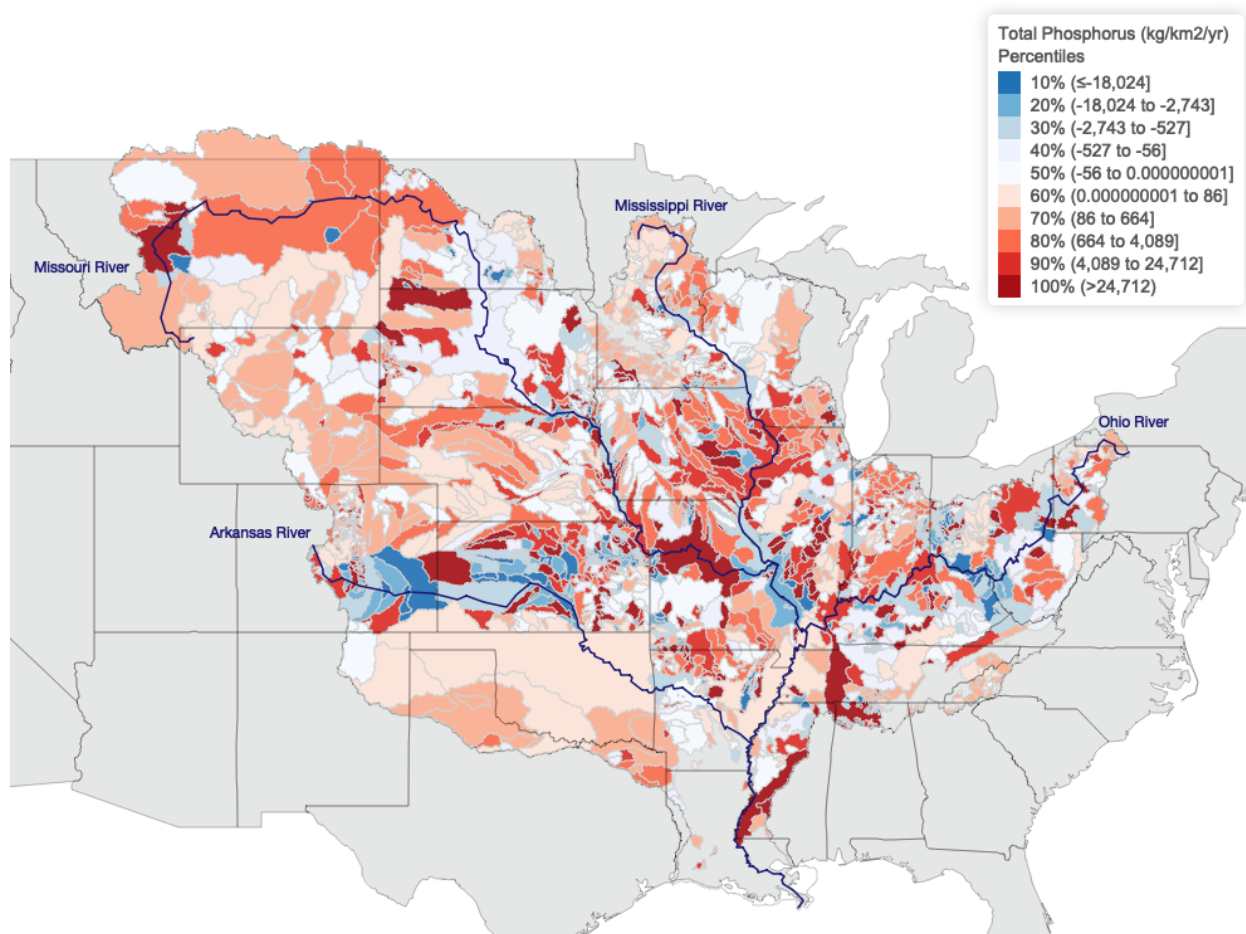 Total Phosphorus (kg/km2/yr)
Percentiles
10% (≤-18,024]
20% (-18,024 to -2,743]
30% (-2,743 to -527]
40% (-527 to -56]
50% (-56 to 0.000000001]
60% (0.000000001 to 86]
70% (86 to 664]
80% (664 to 4,089]
90% (4,089 to 24,712]
100% (>24,712)
Mississippi River
Missouri River
Ohio River
Arkansas River